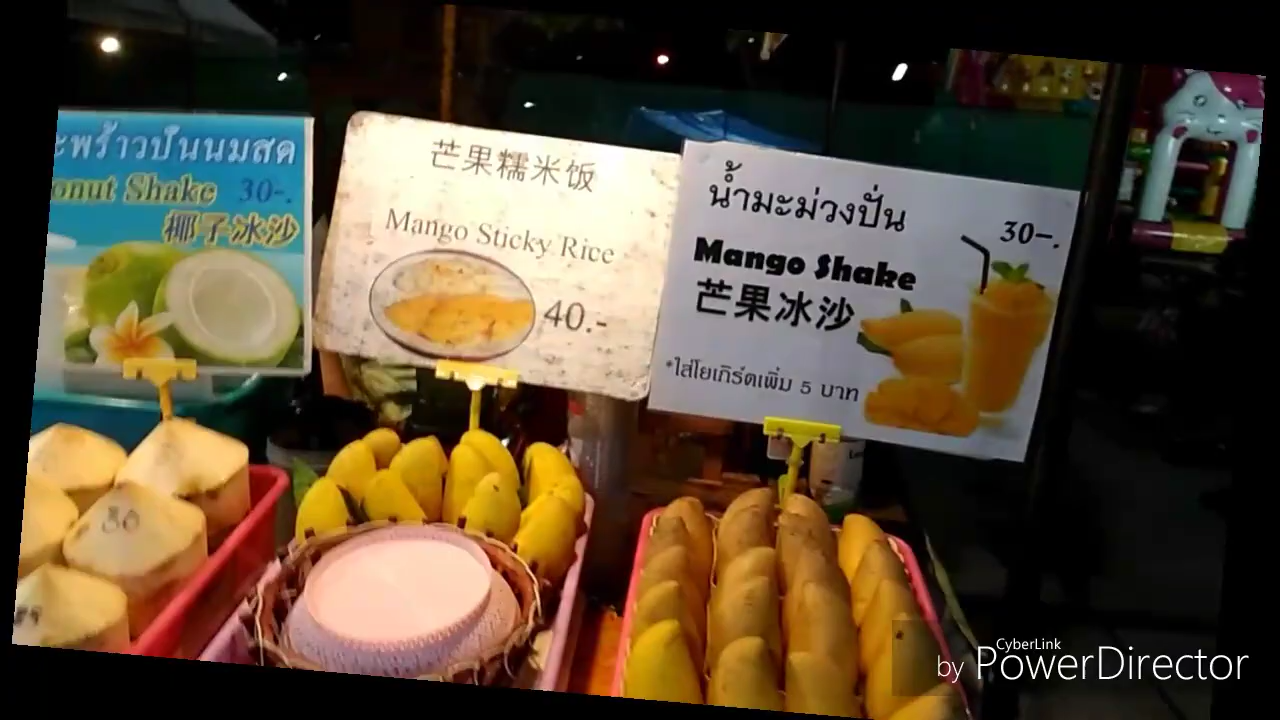 ะพร้าวปั่นนมสด
onut Shake 30-.
椰子冰沙
芒果糯米饭
Mango Sticky Rice
40.-
น้ำมะม่วงปั่น
30-.
Mango Shake
芒果冰沙
*ใส่โยเกิร์ตเพิ่ม 5 บาท
30
CyberLink
by PowerDirector